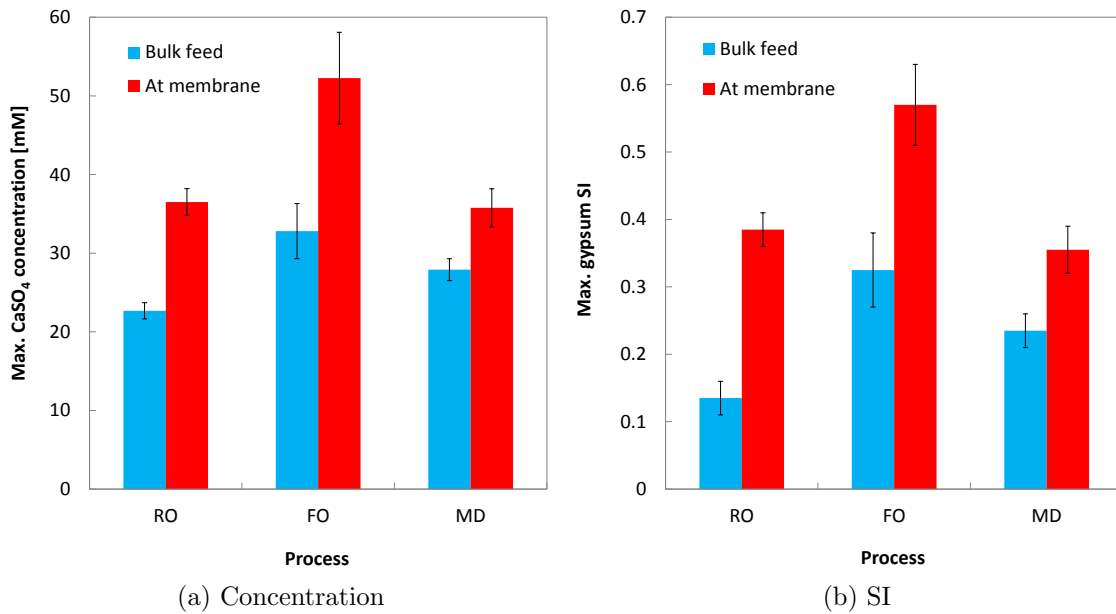 60
50
40
30
20
10
0
Max. CaSO₄ concentration [mM]
Bulk feed
At membrane
RO FO MD
Process
(a) Concentration
0.7
0.6
0.5
0.4
0.3
0.2
0.1
0
Max. gypsum SI
Bulk feed
At membrane
RO FO MD
Process
(b) SI